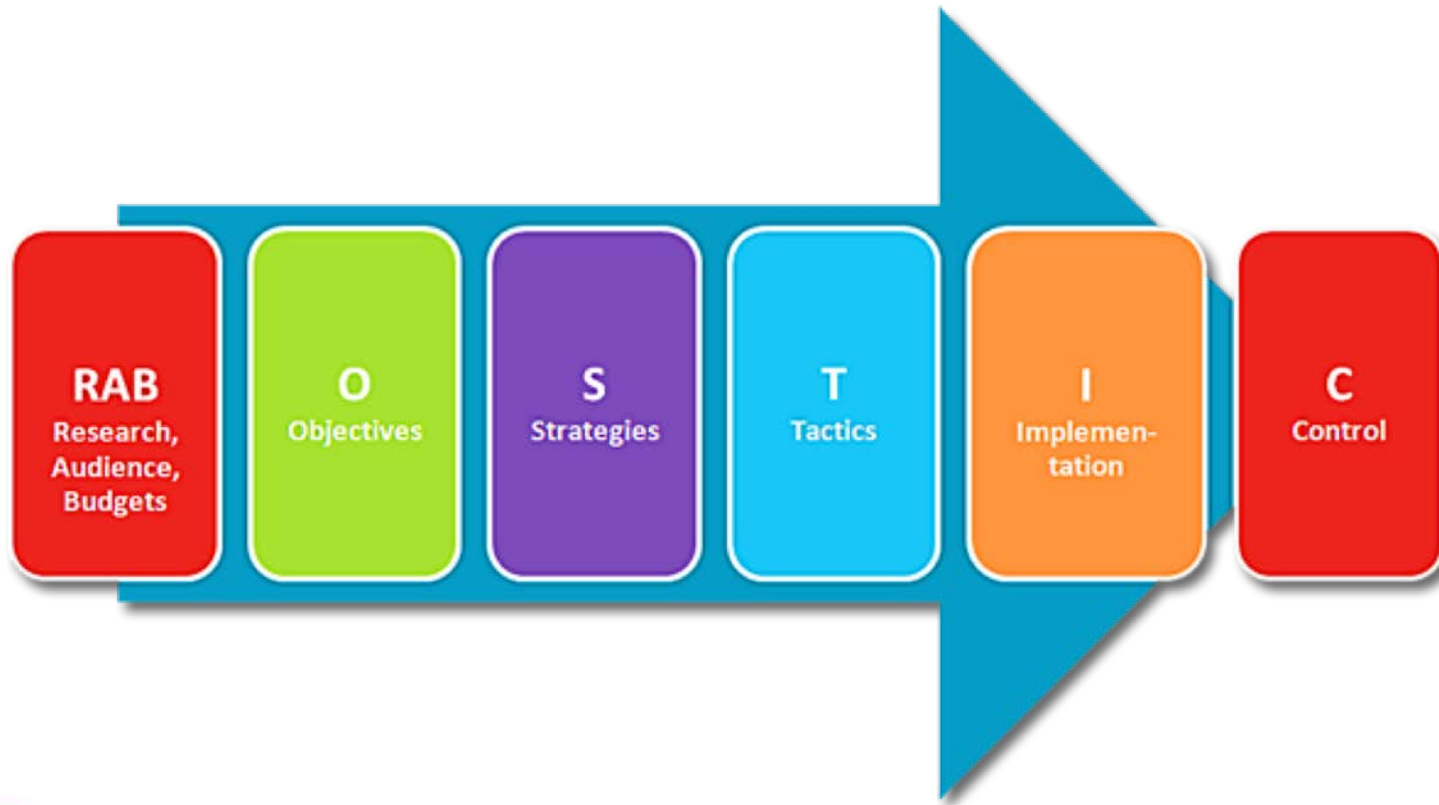 RAB
Research,
Audience,
Budgets
O
Objectives
S
Strategies
T
Tactics
I
Implemen-
tation
C
Control